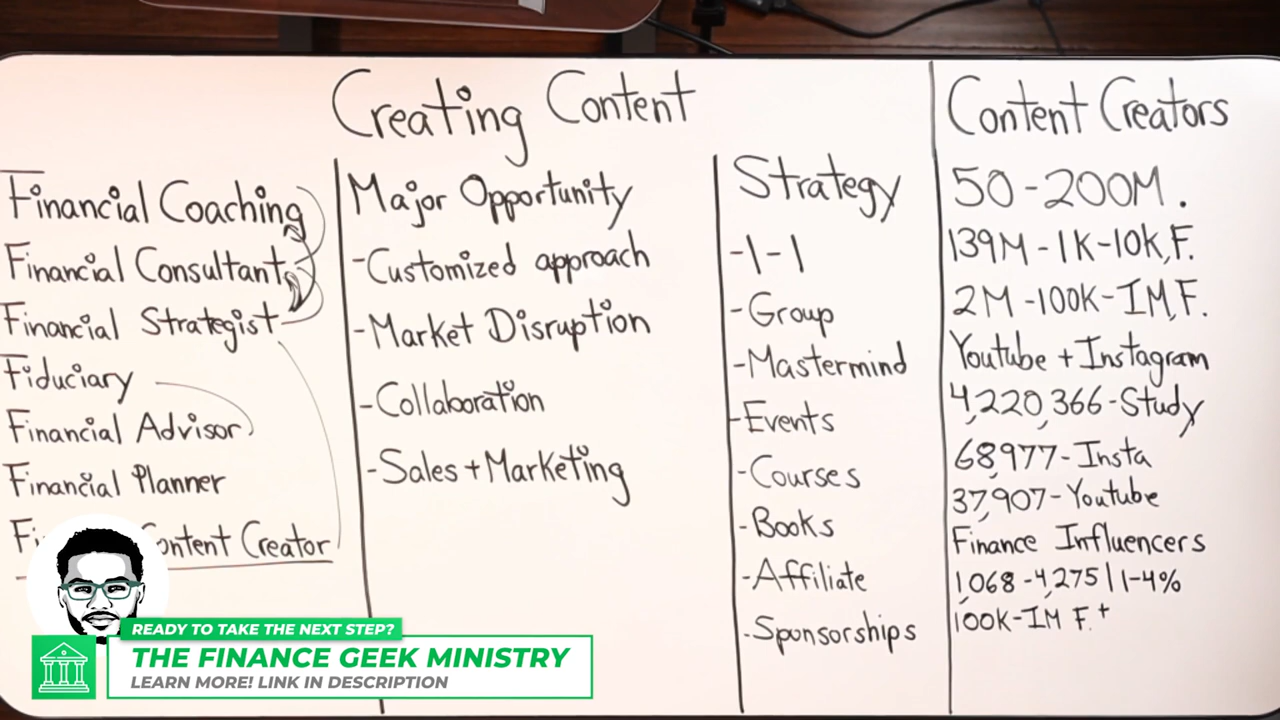 Creating Content
Financial Coaching
Financial Consultant
Financial Strategist
Fiduciary
Financial Advisor
Financial Planner
Content Creator
Major Opportunity
-Customized approach
-Market Disruption
-Collaboration
-Sales + Marketing
Strategy
-1-1
-Group
-Mastermind
-Events
-Courses
-Books
-Affiliate
-Sponsorships
Content Creators
50-200M.
139M-1K-10K,F.
2M-100K-1M,F.
Youtube + Instagram
4,220,366-Study
68,977-Insta
37,907-Youtube
Finance Influencers
1,068-4,275 | 1-4%
100K-1M F.+
READY TO TAKE THE NEXT STEP?
THE FINANCE GEEK MINISTRY
LEARN MORE! LINK IN DESCRIPTION